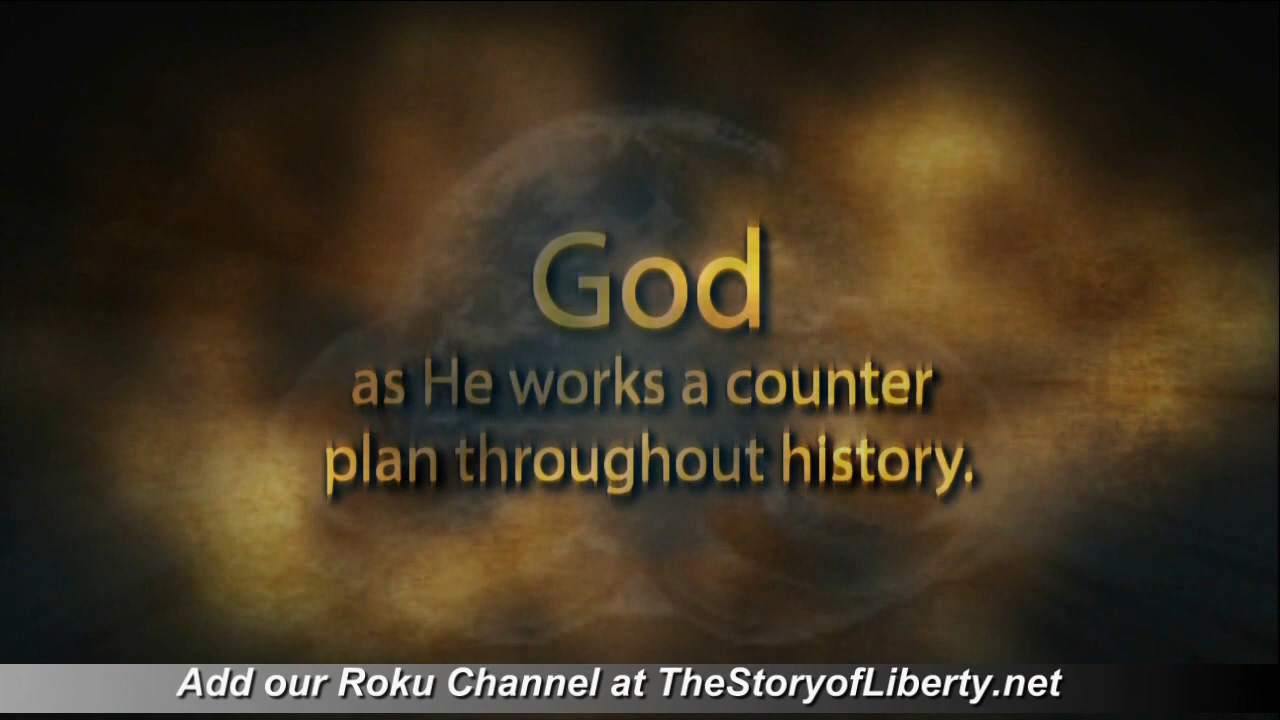 God
as He works a counter
plan throughout history.
Add our Roku Channel at TheStoryofLiberty.net